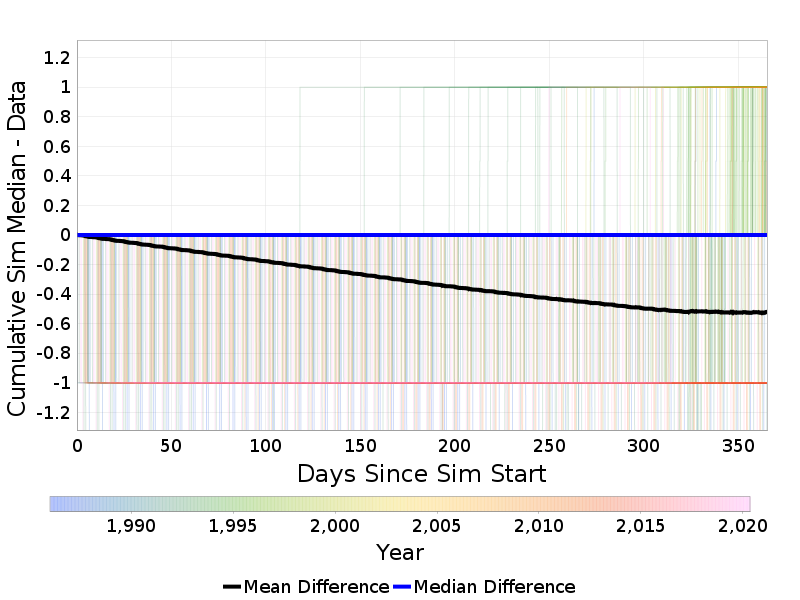 Cumulative Sim Median - Data
1.2
1
0.8
0.6
0.4
0.2
0
-0.2
-0.4
-0.6
-0.8
-1
-1.2
0 50 100 150 200 250 300 350
Days Since Sim Start
1,990 1,995 2,000 2,005 2,010 2,015 2,020
Year
Mean Difference Median Difference